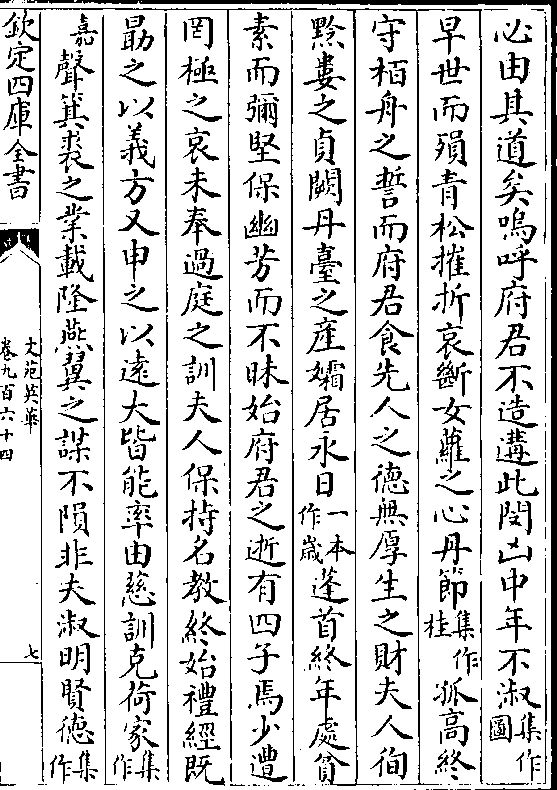 心由其道矣嗚呼府君不造遘此閔凶中年不淑集作圖
早世而殞青松摧折哀斷女蘿之心丹節集作桂孤高終
守栢舟之誓而府君食先人之德無厚生之財夫人徇
黔婁之貞闕丹臺之産孀居永日一本作歳蓬首終年處貧
素而彌堅保幽芳而不昧始府君之逝有四子焉少遭
罔極之哀未奉過庭之訓夫人保持名教終始禮經既
勗之以義方又申之以遠大皆能率由慈訓克荷家集作
嘉聲箕裘之業載隆燕翼之謀不隕非夫淑明賢德集作
欽定四庫全書
文苑英華
卷九百六十四
七